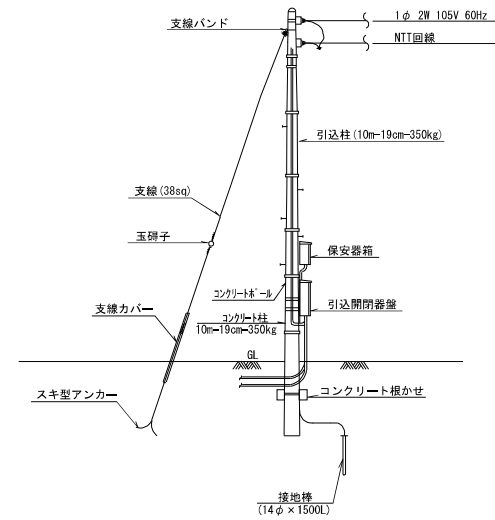 1φ 2W 105V 60Hz
支線バンド
NTT回線
引込柱(10m-19cm-350kg)
支線(38sq)
玉碍子
保安器箱
コンクリートポール
引込開閉器盤
支線カバー
コンクリート柱
10m-19cm-350kg
GL
スキ型アンカー
コンクリート根かせ
接地棒
(14φ×1500L)